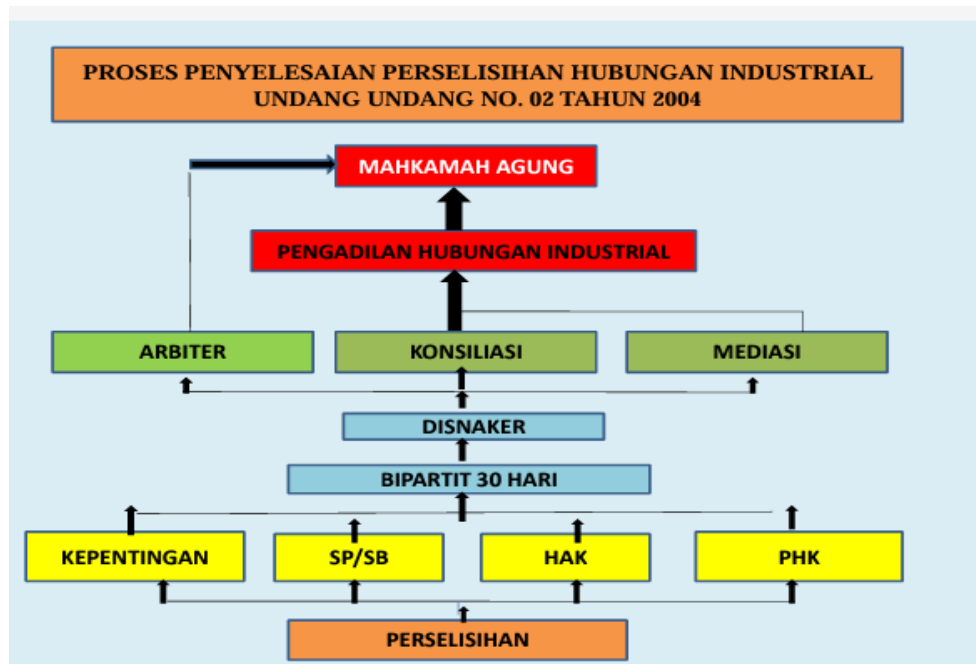 PROSES PENYELESAIAN PERSELISIHAN HUBUNGAN INDUSTRIAL
UNDANG UNDANG NO. 02 TAHUN 2004
MAHKAMAH AGUNG
PENGADILAN HUBUNGAN INDUSTRIAL
ARBITER
KONSILIASI
MEDIASI
DISNAKER
BIPARTIT 30 HARI
KEPENTINGAN
SP/SB
HAK
PHK
PERSELISIHAN